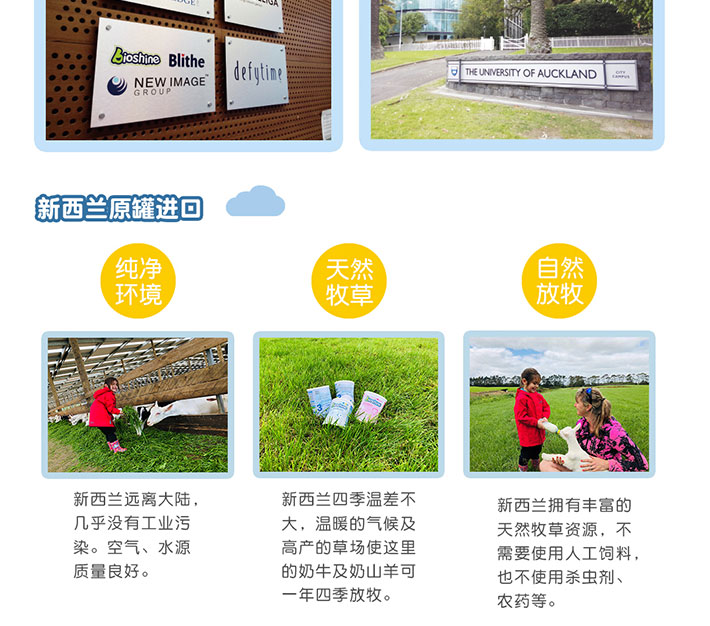 Bioshine Blithe
NEW IMAGE™
GROUP
defytime
THE UNIVERSITY OF AUCKLAND
CITY
CAMPUS
新西兰原罐进口
纯净
环境
天然
牧草
自然
放牧
新西兰远离大陆，
几乎没有工业污
染。空气、水源
质量良好。
新西兰四季温差不
大，温暖的气候及
高产的草场使这里
的奶牛及奶山羊可
一年四季放牧。
新西兰拥有丰富的
天然牧草资源，不
需要使用人工饲料，
也不使用杀虫剂、
农药等。